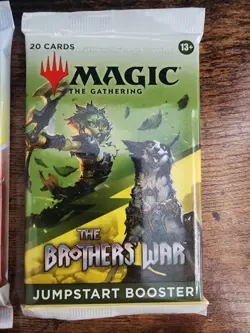 20 CARDS
13+
MAGIC
THE GATHERING
THE
BROTHERS' WAR
JUMPSTART BOOSTER